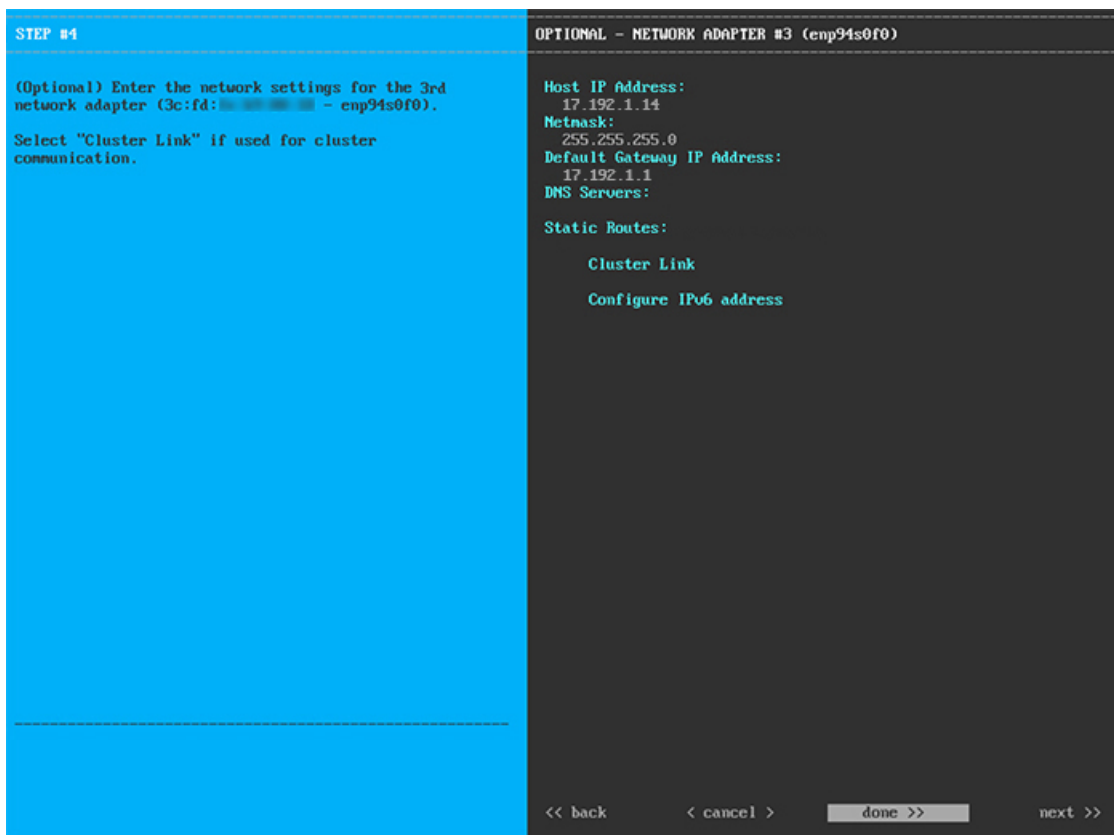 STEP #4
(Optional) Enter the network settings for the 3rd
network adapter (3c:fd: - enp94s0f0).
Select "Cluster Link" if used for cluster
communication.
OPTIONAL - NETWORK ADAPTER #3 (enp94s0f0)
Host IP Address:
17.192.1.14
Netmask:
255.255.255.0
Default Gateway IP Address:
17.192.1.1
DNS Servers:
Static Routes:
Cluster Link
Configure IPv6 address
<< back < cancel > done >> next >>